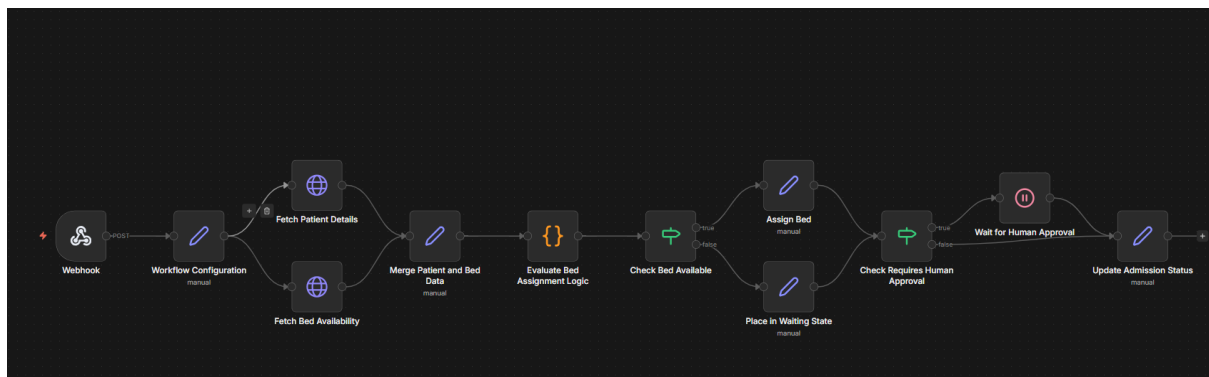 Webhook
POST
Workflow Configuration
manual
Fetch Patient Details
Fetch Bed Availability
Merge Patient and Bed
Data
manual
Evaluate Bed
Assignment Logic
Check Bed Available
true
false
Assign Bed
manual
Place in Waiting State
manual
Check Requires Human
Approval
true
false
Wait for Human Approval
Update Admission Status
manual